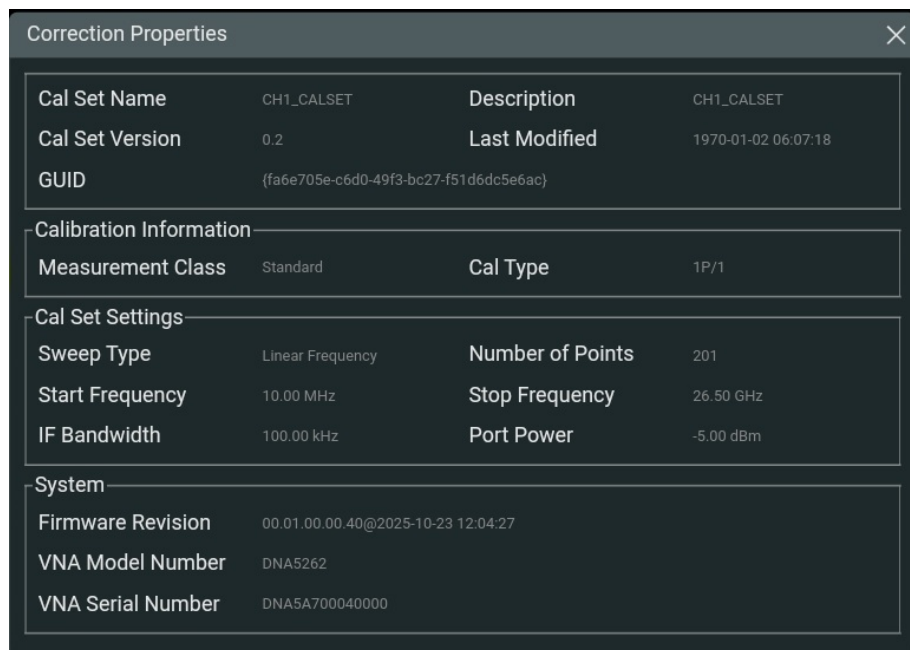 Correction Properties
Cal Set Name CH1_CALSET Description CH1_CALSET
Cal Set Version 0.2 Last Modified 1970-01-02 06:07:18
GUID {fa6e705e-c6d0-49f3-bc27-f51d6dc5e6ac}
Calibration Information
Measurement Class Standard Cal Type 1P/1
Cal Set Settings
Sweep Type Linear Frequency Number of Points 201
Start Frequency 10.00 MHz Stop Frequency 26.50 GHz
IF Bandwidth 100.00 kHz Port Power -5.00 dBm
System
Firmware Revision 00.01.00.00.40@2025-10-23 12:04:27
VNA Model Number DNA5262
VNA Serial Number DNA5A700040000